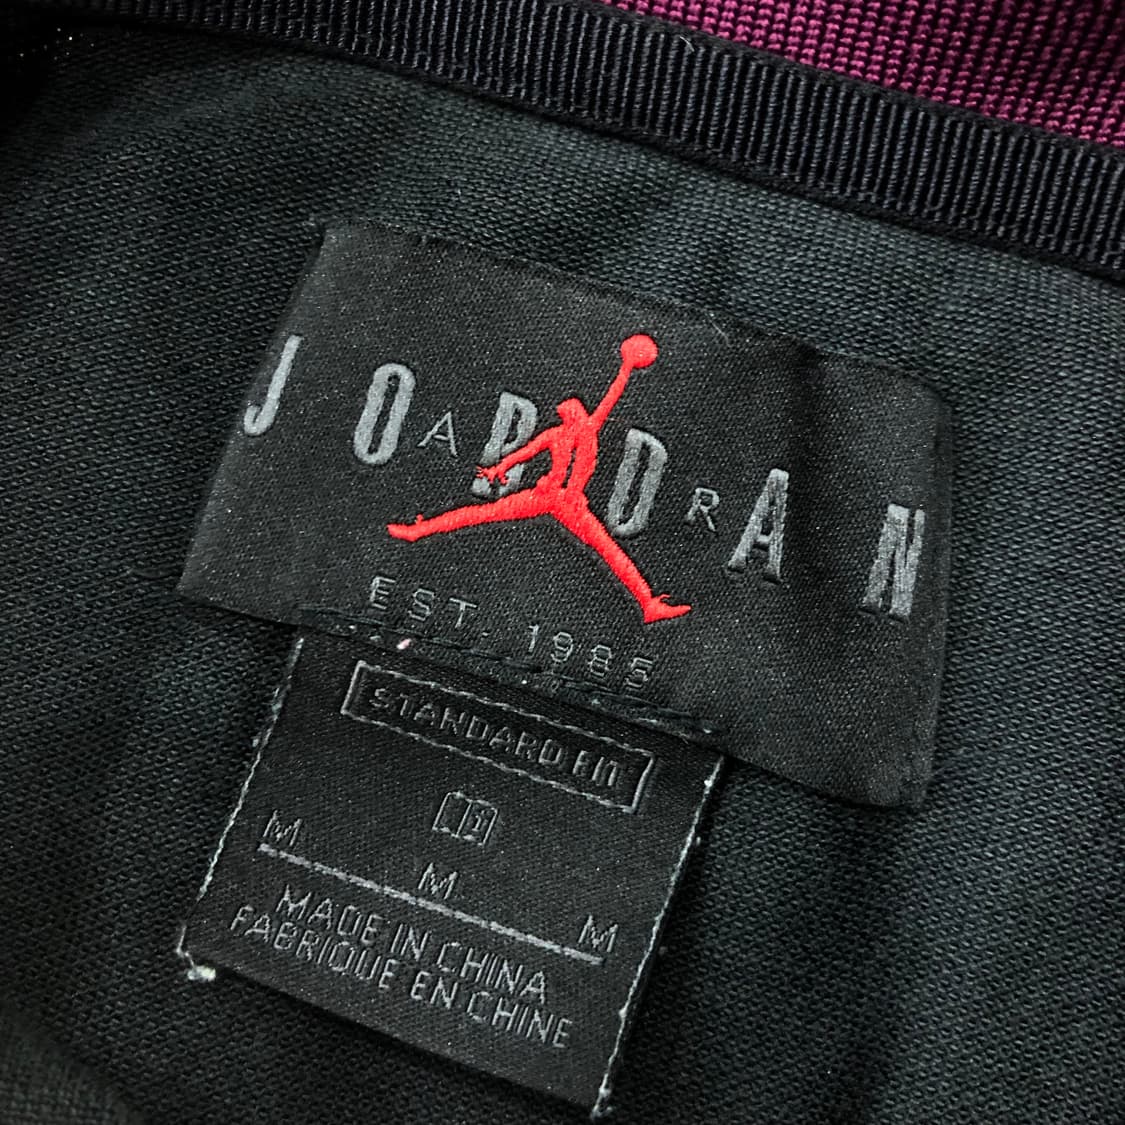 JORDAN
AIR
EST. 1985
STANDARD FIT
M M M
MADE IN CHINA
FABRIQUE EN CHINE